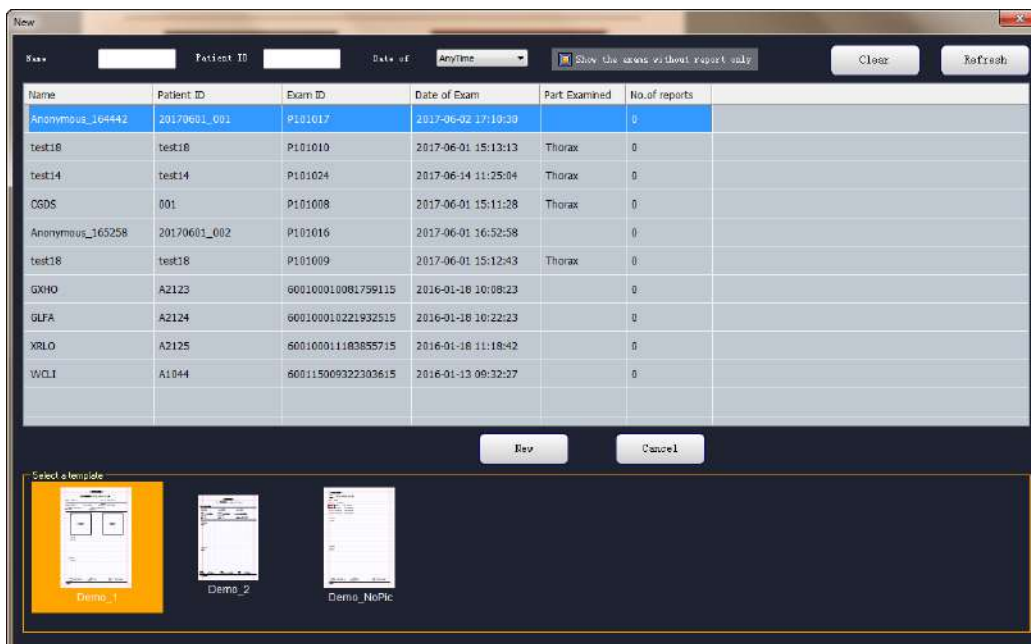 New
Name Patient ID Date of AnyTime Show the exams without report only Clear Refresh
Name Patient ID Exam ID Date of Exam Part Examined No.of reports
Anonymous_164442 20170601_001 P101017 2017-06-02 17:10:30 0
test18 test18 P101010 2017-06-01 15:13:13 Thorax 0
test14 test14 P101024 2017-06-14 11:25:04 Thorax 0
CGDS 001 P101008 2017-06-01 15:11:28 Thorax 0
Anonymous_165258 20170601_002 P101016 2017-06-01 16:52:58 0
test18 test18 P101009 2017-06-01 15:12:43 Thorax 0
GXHO A2123 600100010081759115 2016-01-18 10:08:23 0
GLFA A2124 600100010221932515 2016-01-18 10:22:23 0
XRLO A2125 600100011183855715 2016-01-18 11:18:42 0
WCLI A1044 600115009322303615 2016-01-13 09:32:27 0
New Cancel
Select a template
Demo_1 Demo_2 Demo_NoPic